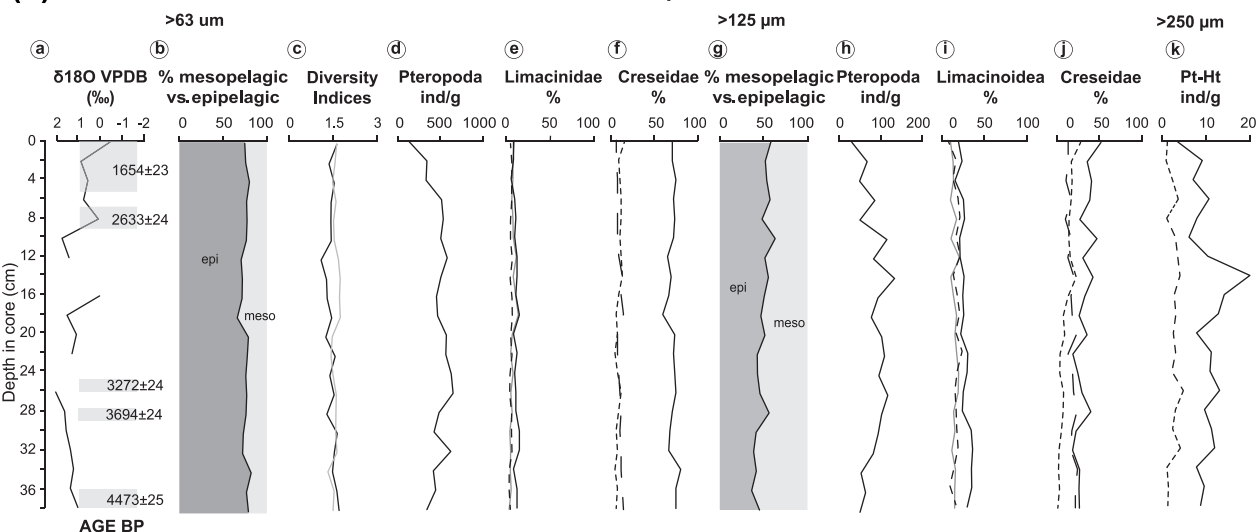 >63 um >125 µm >250 µm
a b c d e f g h i j k
δ18O VPDB % mesopelagic Diversity Pteropoda Limacinidae Creseidae % mesopelagic Pteropoda Limacinoidea Creseidae Pt-Ht
(‰) vs.epipelagic Indices ind/g % % vs.epipelagic ind/g % % ind/g
2 1 0 -1 -2 0 50 100 0 1.5 3 0 500 1000 0 50 100 0 50 100 0 50 100 0 100 200 0 50 100 0 50 100 0 10 20
0
1654±23
4
8 2633±24
12 epi
16 epi
meso meso
20
24
3272±24
28 3694±24
32
36 4473±25
Depth in core (cm)
AGE BP